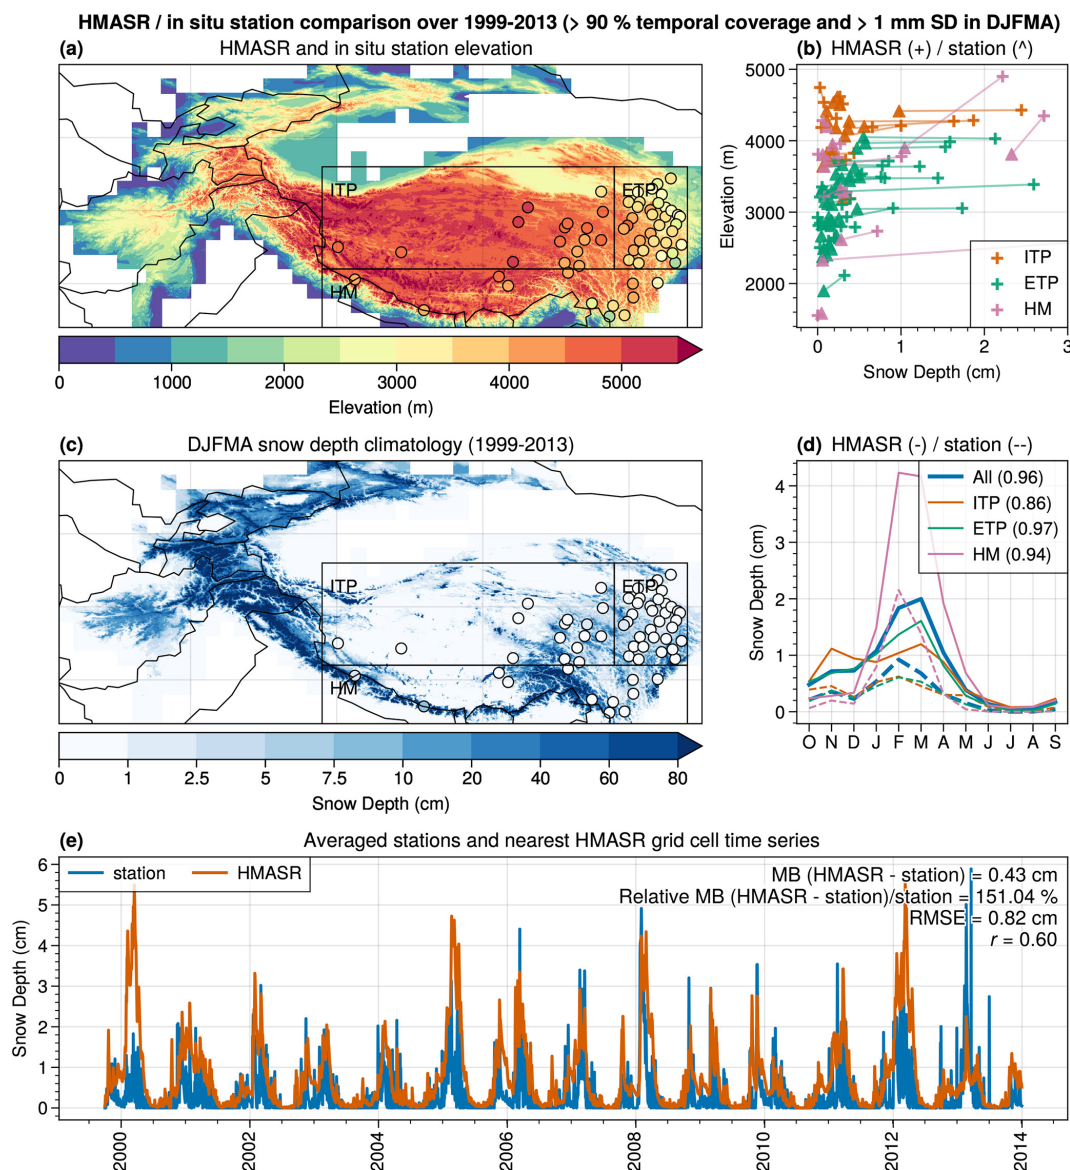 HMASR / in situ station comparison over 1999-2013 (> 90 % temporal coverage and > 1 mm SD in DJFMA)
(a) HMASR and in situ station elevation
ITP
ETP
HM
0 1000 2000 3000 4000 5000
Elevation (m)
(b) HMASR (+) / station (^)
5000
4000
3000
2000
Elevation (m)
ITP
ETP
HM
0 1 2 3
Snow Depth (cm)
(c) DJFMA snow depth climatology (1999-2013)
ITP
ETP
HM
0 1 2.5 5 7.5 10 20 40 60 80
Snow Depth (cm)
(d) HMASR (-) / station (--)
All (0.96)
ITP (0.86)
ETP (0.97)
HM (0.94)
4
3
2
1
0
Snow Depth (cm)
O N D J F M A M J J A S
(e) Averaged stations and nearest HMASR grid cell time series
station HMASR
MB (HMASR - station) = 0.43 cm
Relative MB (HMASR - station)/station = 151.04 %
RMSE = 0.82 cm
r = 0.60
6
5
4
3
2
1
0
Snow Depth (cm)
2000 2002 2004 2006 2008 2010 2012 2014